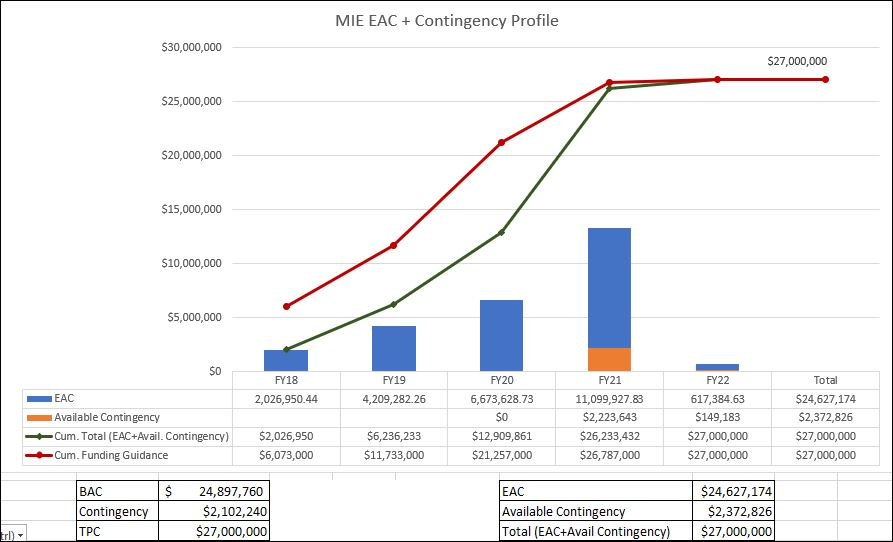 MIE EAC + Contingency Profile
$30,000,000
$27,000,000
$25,000,000
$20,000,000
$15,000,000
$10,000,000
$5,000,000
$0
FY18 FY19 FY20 FY21 FY22 Total
EAC 2,026,950.44 4,209,282.26 6,673,628.73 11,099,927.83 617,384.63 $24,627,174
Available Contingency $0 $2,223,643 $149,183 $2,372,826
Cum. Total (EAC+Avail. Contingency) $2,026,950 $6,236,233 $12,909,861 $26,233,432 $27,000,000 $27,000,000
Cum. Funding Guidance $6,073,000 $11,733,000 $21,257,000 $26,787,000 $27,000,000 $27,000,000
BAC $ 24,897,760 EAC $24,627,174
Contingency $2,102,240 Available Contingency $2,372,826
TPC $27,000,000 Total (EAC+Avail Contingency) $27,000,000
trl)